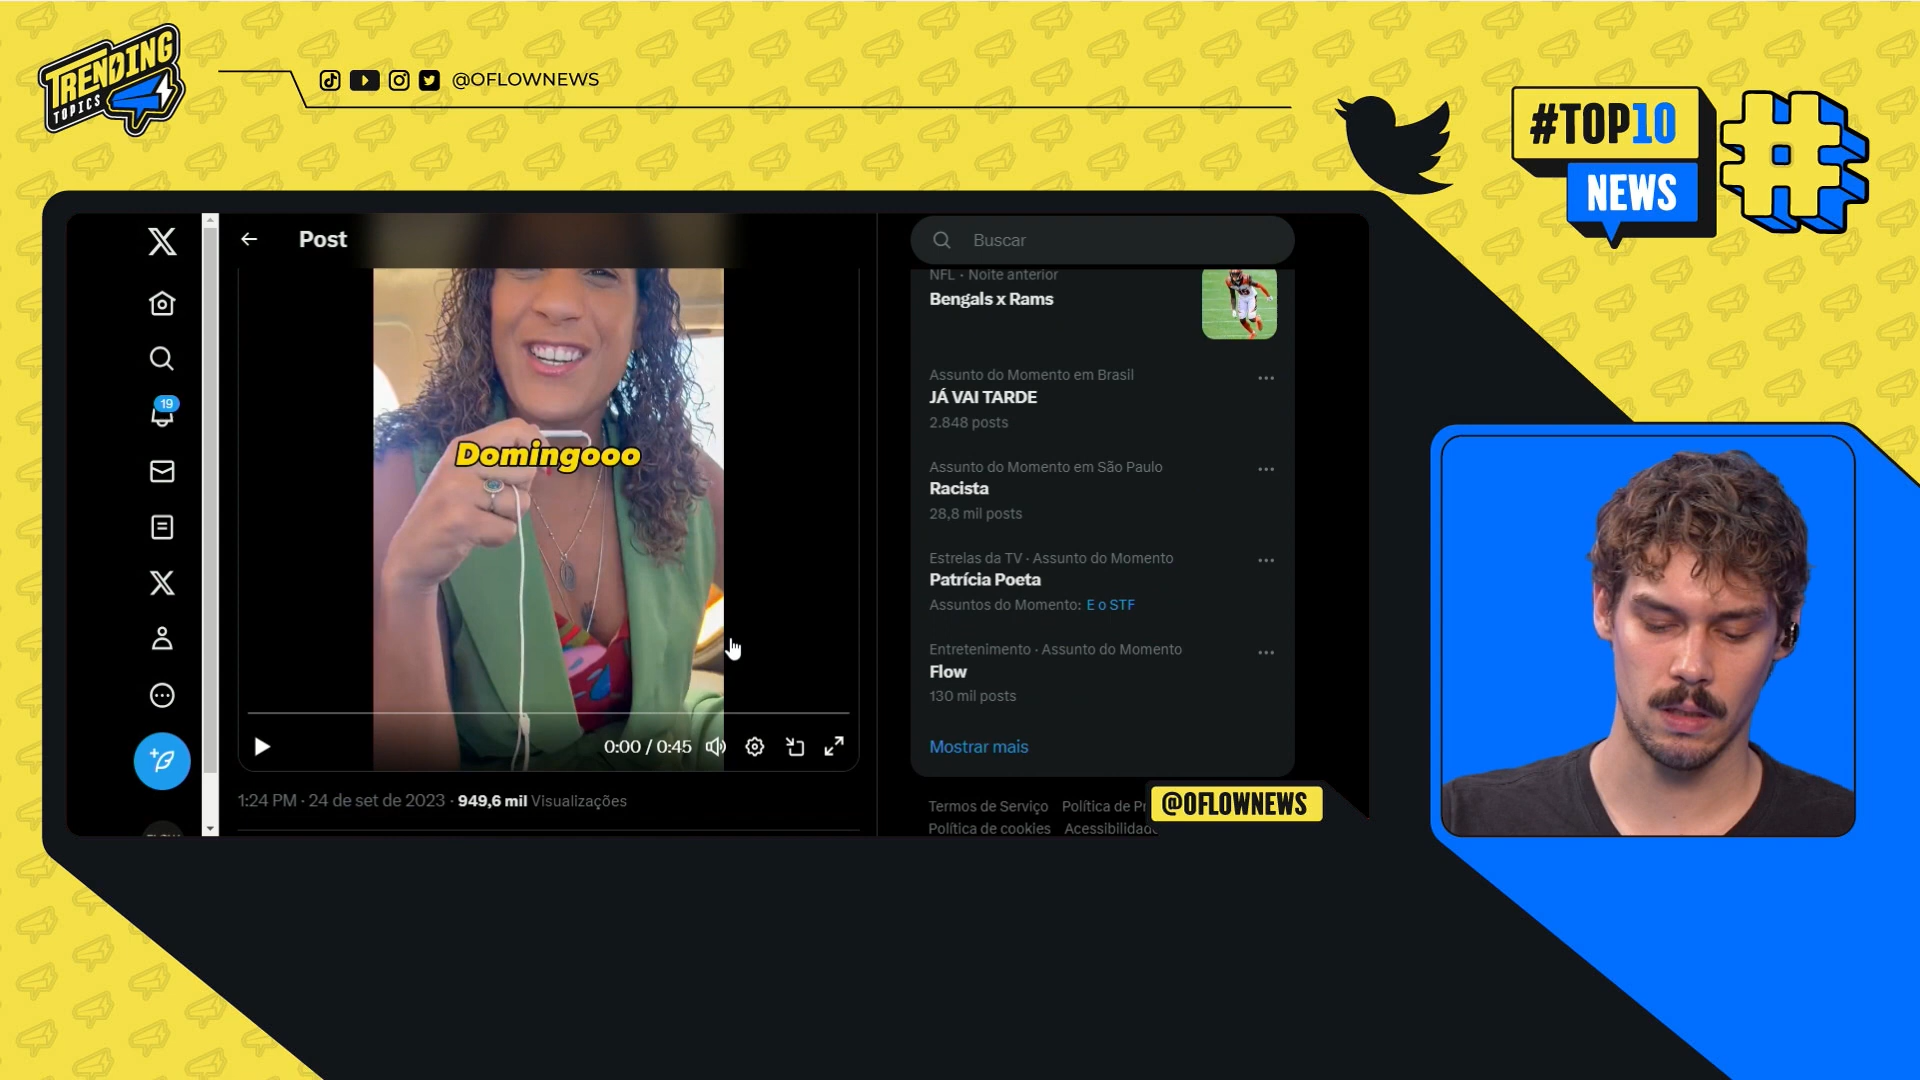 TRENDING
TOPICS
@OFLOWNEWS
#TOP10
NEWS
Post
Buscar
NFL · Noite anterior
Bengals x Rams
Assunto do Momento em Brasil
JÁ VAI TARDE
2.848 posts
Assunto do Momento em São Paulo
Racista
28,8 mil posts
Estrelas da TV · Assunto do Momento
Patrícia Poeta
Assuntos do Momento: E o STF
Entretenimento · Assunto do Momento
Flow
130 mil posts
Mostrar mais
19
Domingooo
0:00 / 0:45
1:24 PM · 24 de set de 2023 · 949,6 mil Visualizações
Termos de Serviço Política de
@OFLOWNEWS
Política de cookies